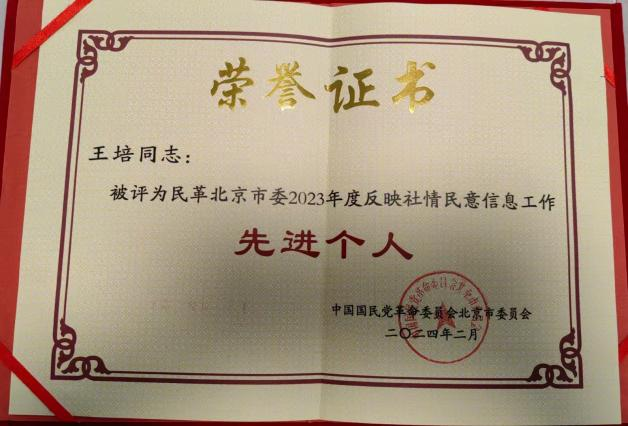 荣誉证书
王培同志：
被评为民革北京市委2023年度反映社情民意信息工作
先进个人
中国国民党革命委员会北京市委员会
二〇二四年二月